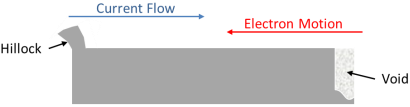 Current Flow
Electron Motion
Hillock
Void